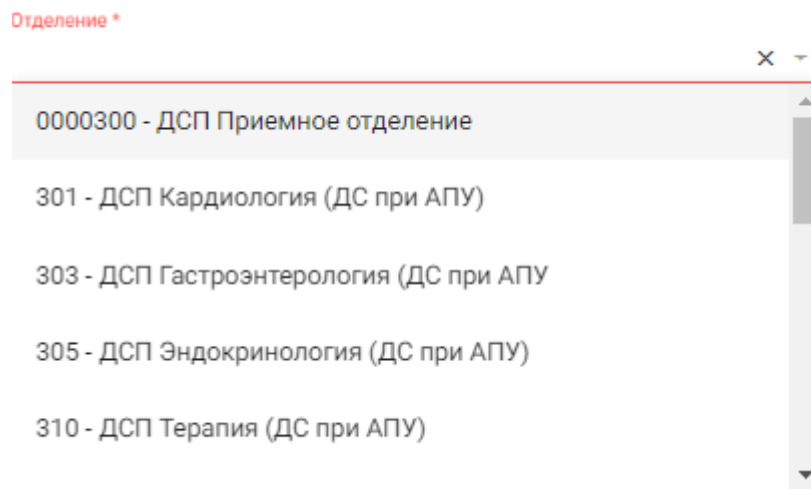 Отделение *
0000300 - ДСП Приемное отделение
301 - ДСП Кардиология (ДС при АПУ)
303 - ДСП Гастроэнтерология (ДС при АПУ
305 - ДСП Эндокринология (ДС при АПУ)
310 - ДСП Терапия (ДС при АПУ)